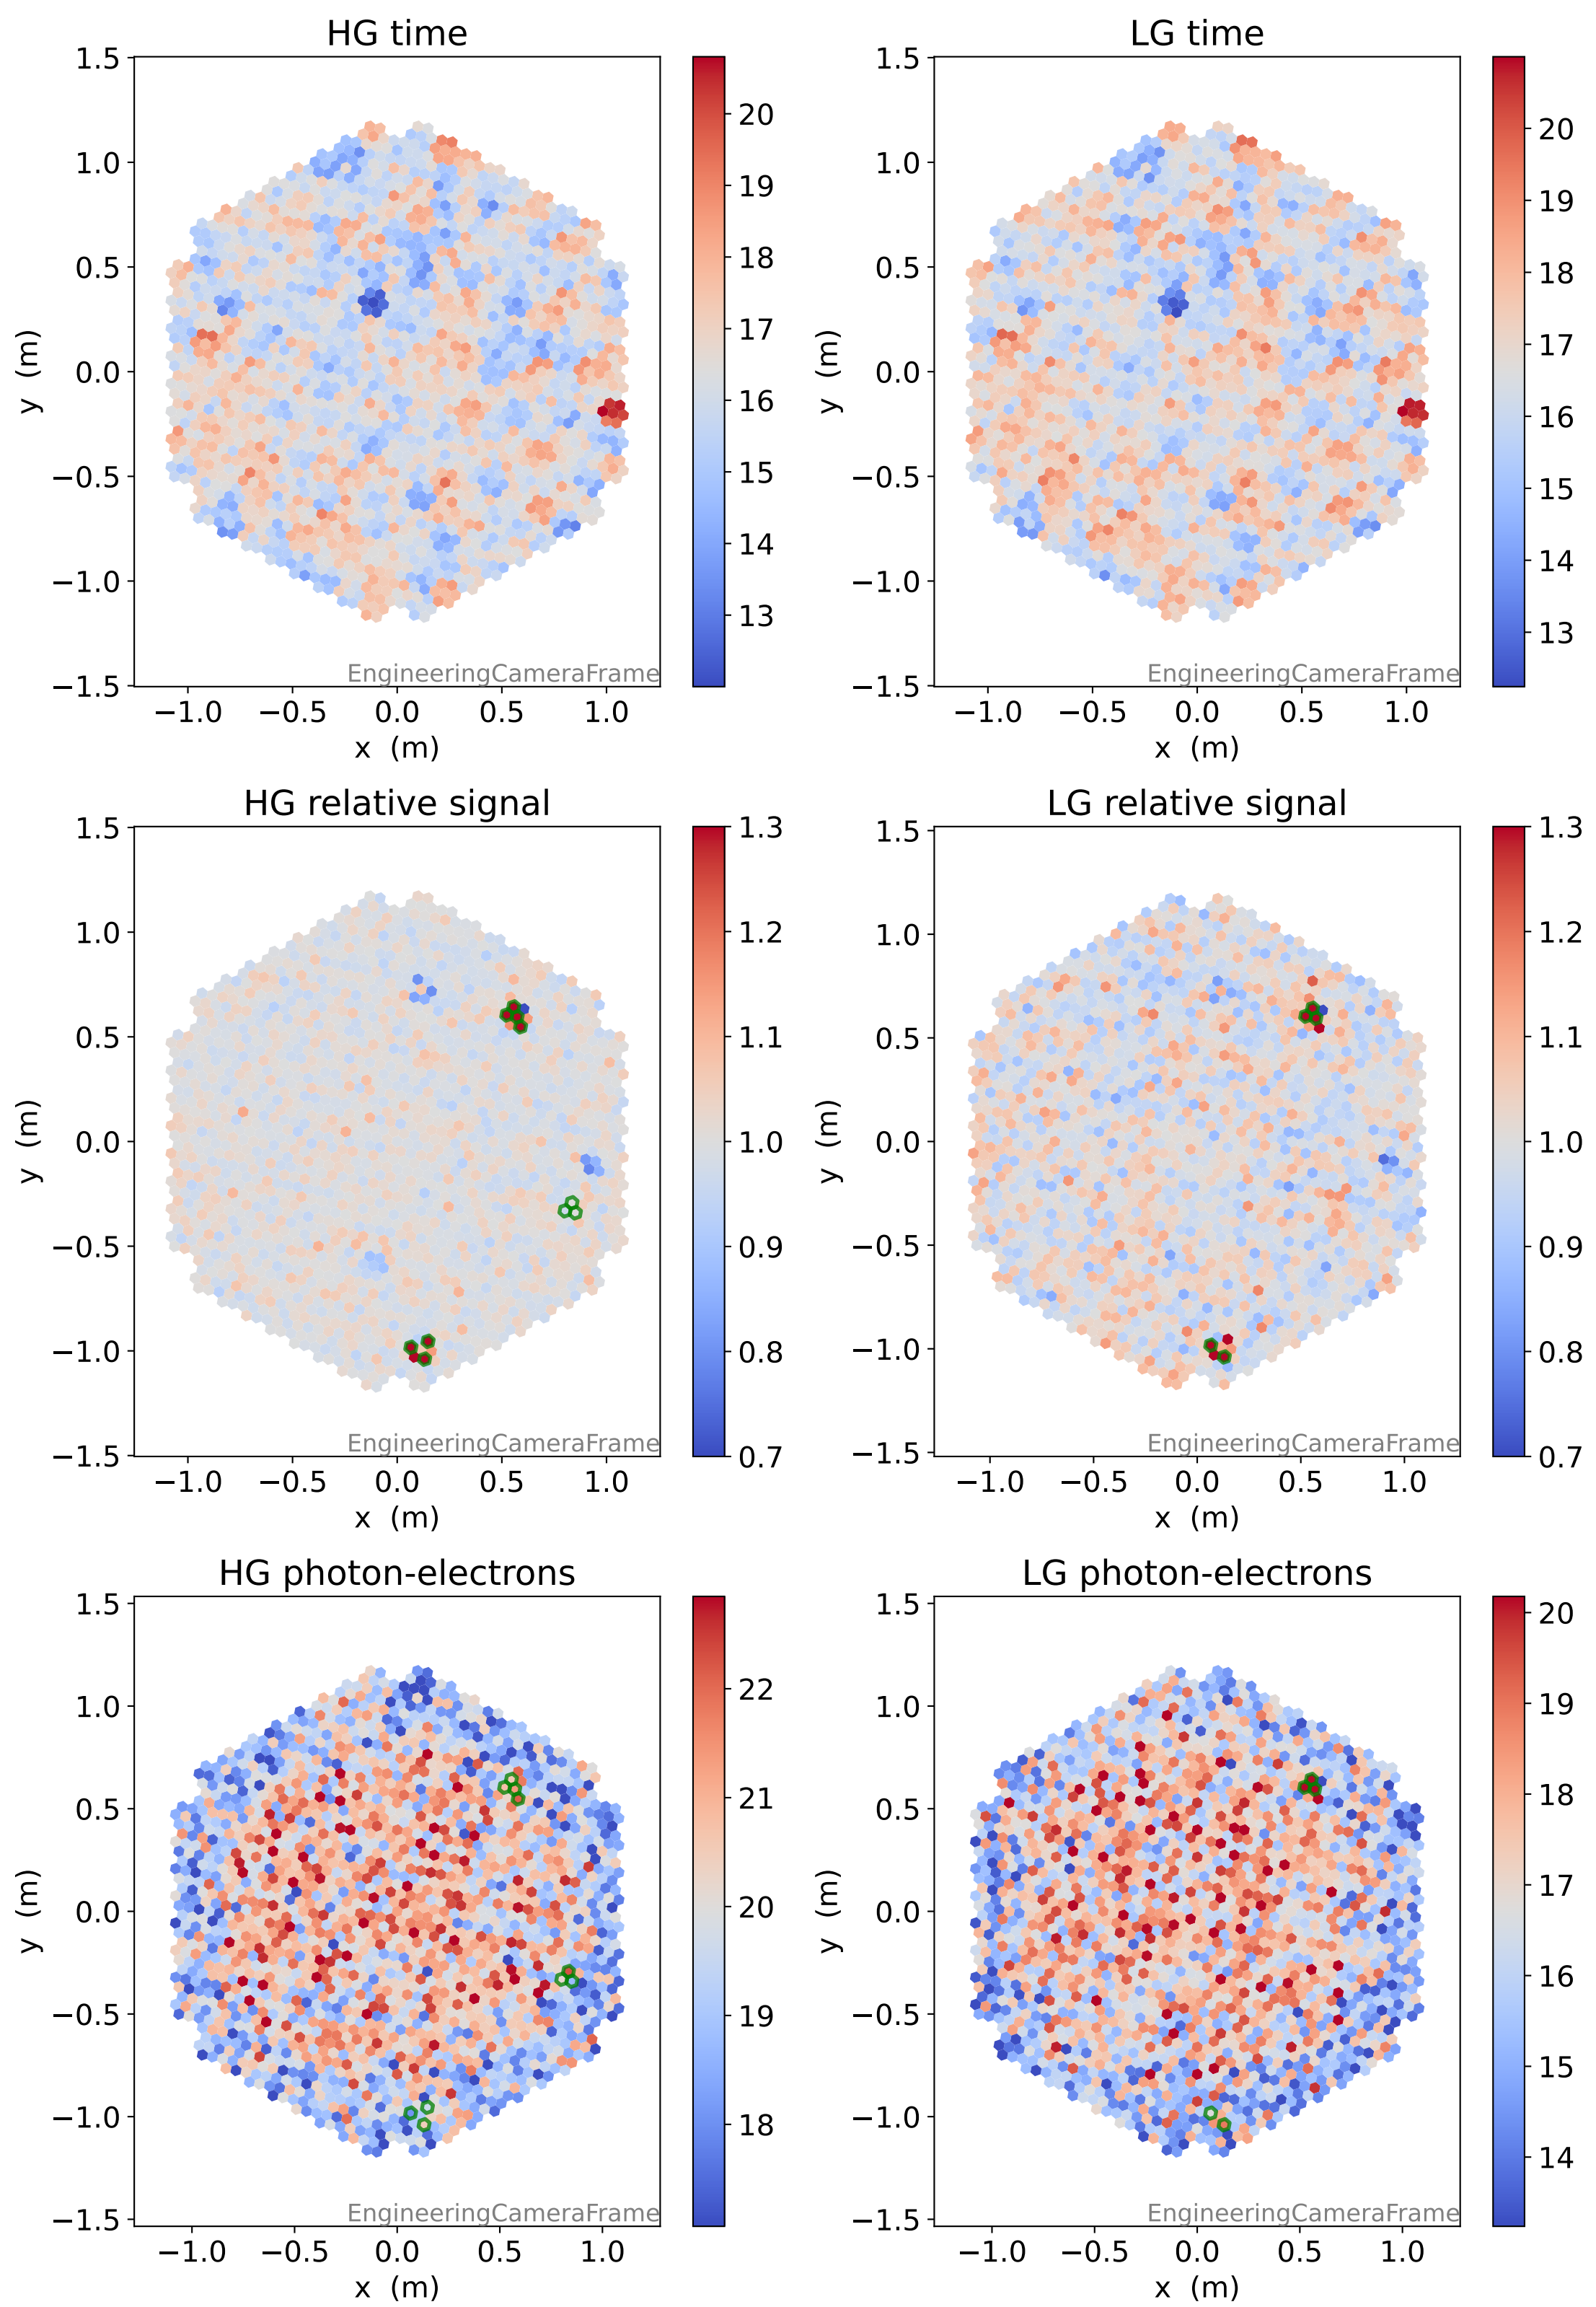 HG time
1.5
1.0
0.5
0.0
−0.5
−1.0
−1.5
y (m)
−1.0 −0.5 0.0 0.5 1.0
x (m)
EngineeringCameraFrame
20
19
18
17
16
15
14
13
LG time
1.5
1.0
0.5
0.0
−0.5
−1.0
−1.5
y (m)
−1.0 −0.5 0.0 0.5 1.0
x (m)
EngineeringCameraFrame
20
19
18
17
16
15
14
13
HG relative signal
1.5
1.0
0.5
0.0
−0.5
−1.0
−1.5
y (m)
−1.0 −0.5 0.0 0.5 1.0
x (m)
EngineeringCameraFrame
1.3
1.2
1.1
1.0
0.9
0.8
0.7
LG relative signal
1.5
1.0
0.5
0.0
−0.5
−1.0
−1.5
y (m)
−1.0 −0.5 0.0 0.5 1.0
x (m)
EngineeringCameraFrame
1.3
1.2
1.1
1.0
0.9
0.8
0.7
HG photon-electrons
1.5
1.0
0.5
0.0
−0.5
−1.0
−1.5
y (m)
−1.0 −0.5 0.0 0.5 1.0
x (m)
EngineeringCameraFrame
22
21
20
19
18
LG photon-electrons
1.5
1.0
0.5
0.0
−0.5
−1.0
−1.5
y (m)
−1.0 −0.5 0.0 0.5 1.0
x (m)
EngineeringCameraFrame
20
19
18
17
16
15
14